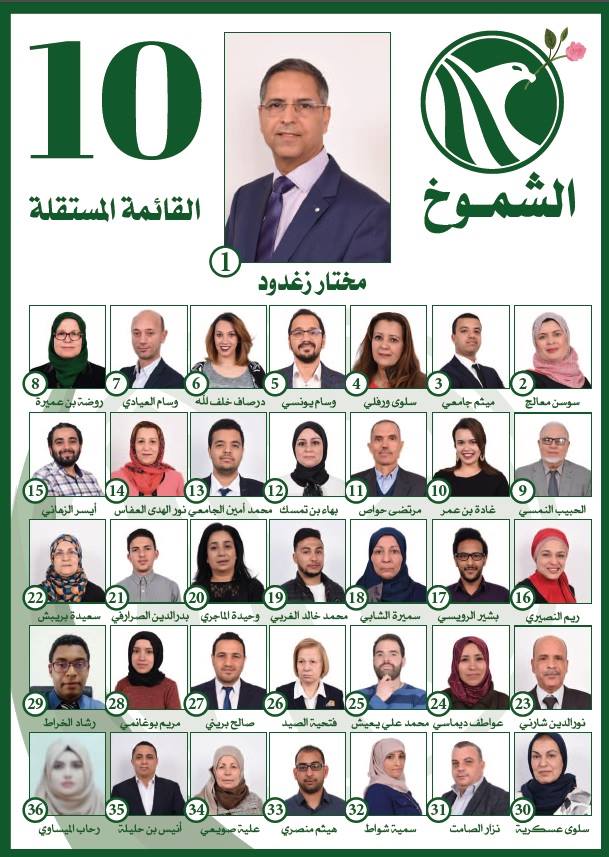 10
القائمة المستقلة
الشموخ
1
مختار زغدود
2 3 4 5 6 7 8
سوسن معالج ميثم جامعي سلوى ورفلي وسام يونسي درصاف خلف لله وسام العيادي روضة بن عميرة
9 10 11 12 13 14 15
الحبيب النمسي غادة بن عمر مرتضى حواص بهاء بن تمسك محمد أمين الجامعي نور الهدى العفاس أيسر الزهاني
16 17 18 19 20 21 22
ريم النصيري بشير الرويسي سميرة الشابي محمد خالد الغربي وحيدة الماجري بدرالدين الصرارفي سعيدة بريبش
23 24 25 26 27 28 29
نورالدين شارني عواطف ديماسي محمد علي يعيش فتحية الصيد صالح بريني مريم بوغانمي رشاد الخراط
30 31 32 33 34 35 36
سلوى عسكرية نزار الصامت سمية شواط هيثم منصري علية صويعي أنيس بن حليلة رحاب الميساوي